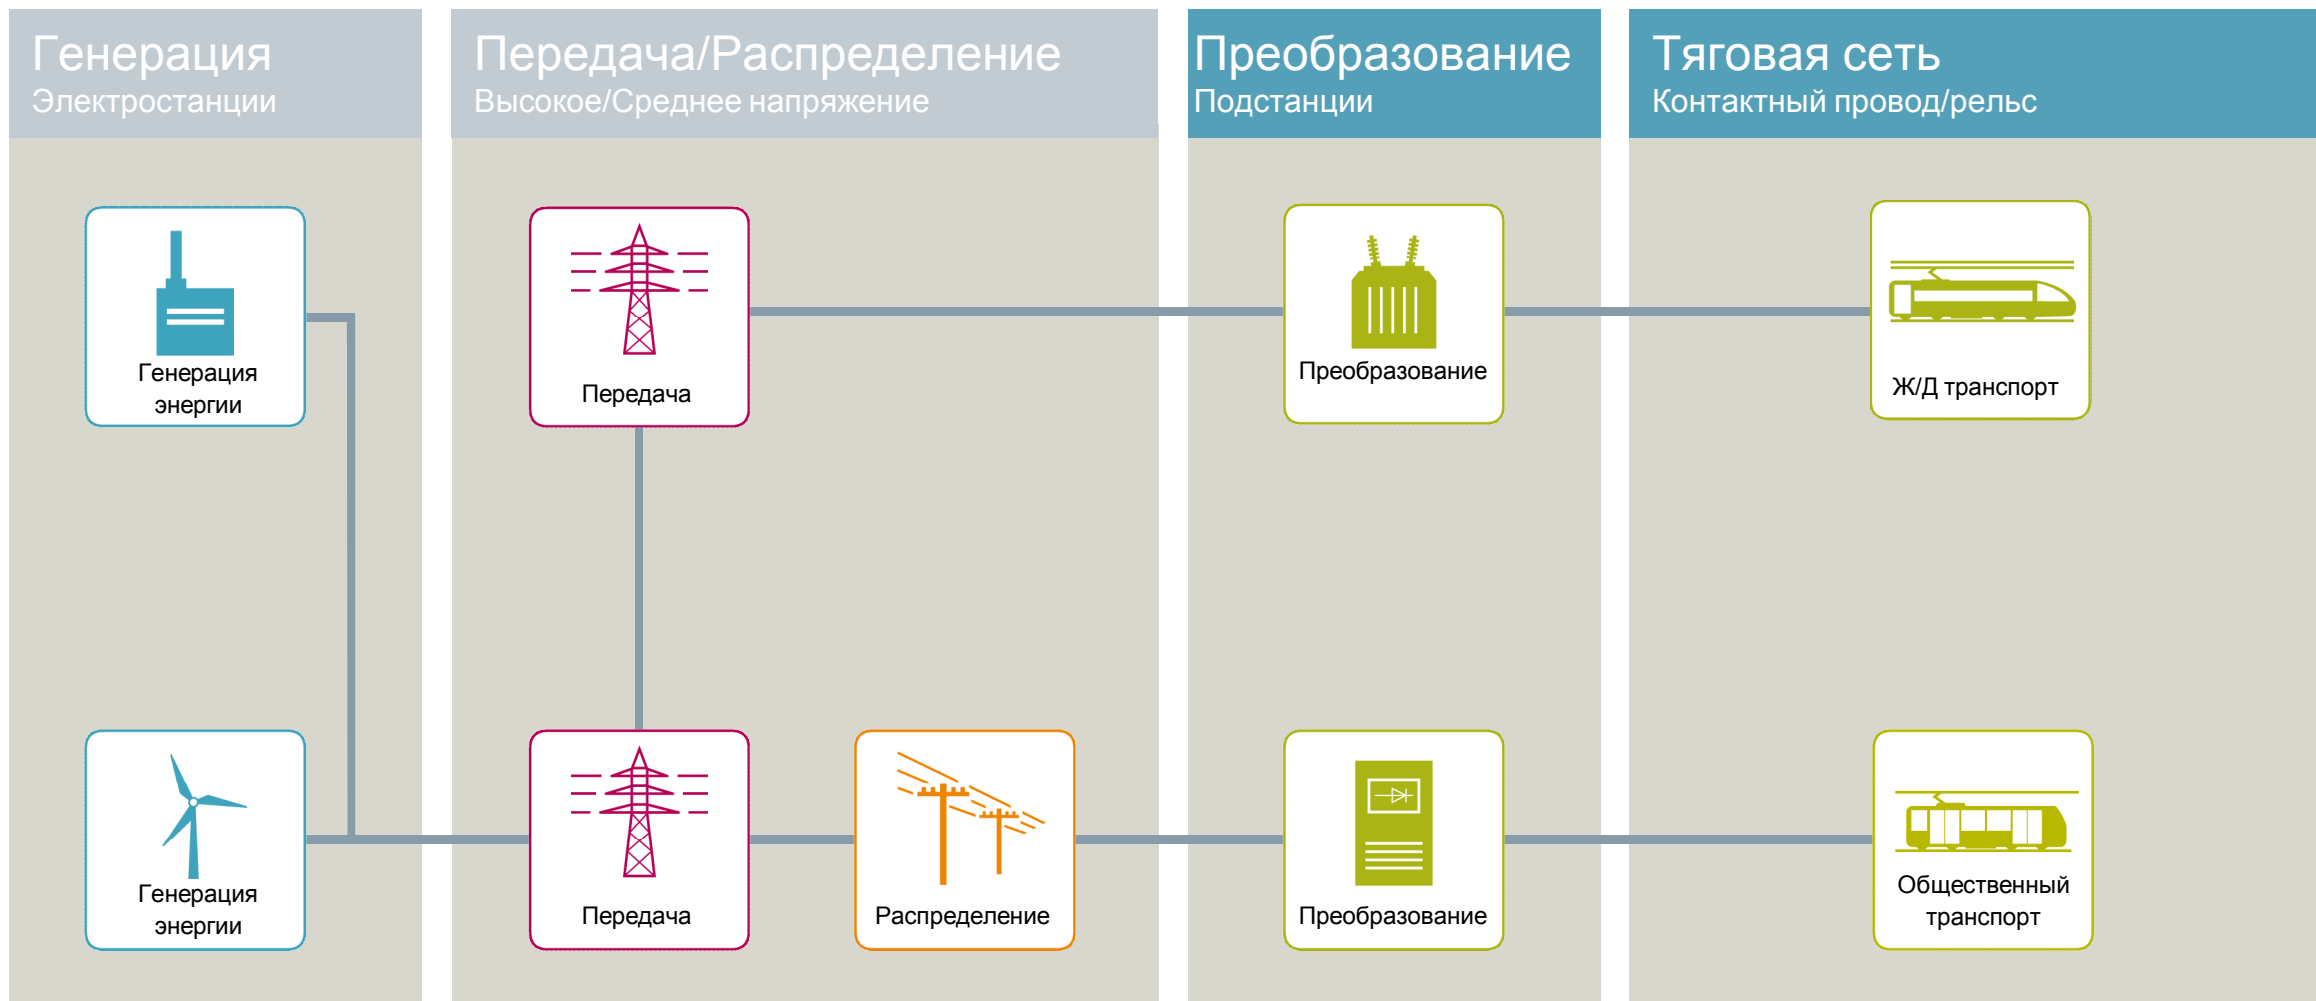 Генерация
Электростанции
Передача/Распределение
Высокое/Среднее напряжение
Преобразование
Подстанции
Тяговая сеть
Контактный провод/рельс
Генерация
энергии
Передача
Преобразование
Ж/Д транспорт
Генерация
энергии
Передача
Распределение
Преобразование
Общественный
транспорт